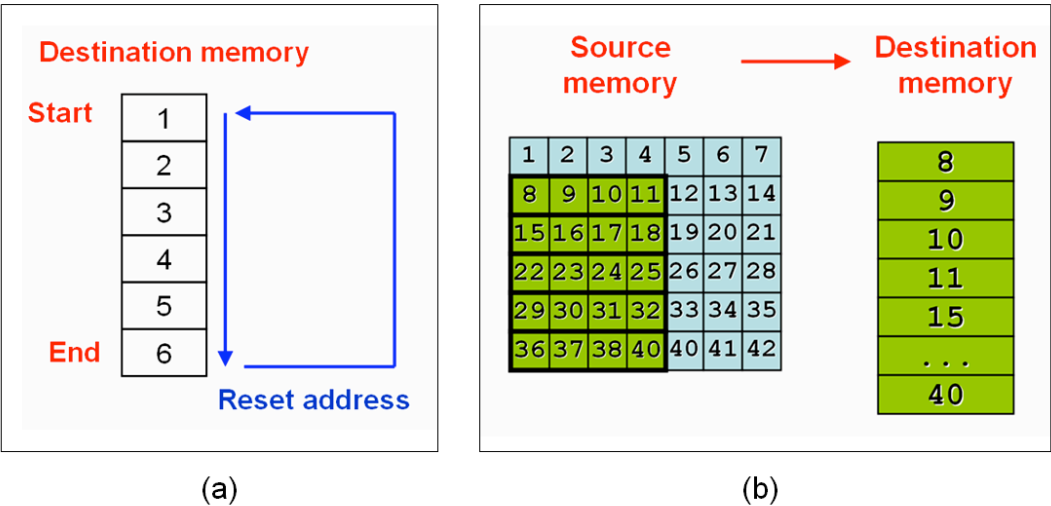 Destination memory
Start
1
2
3
4
5
End
6
Reset address
(a)
Source
memory
Destination
memory
1 2 3 4 5 6 7
8 9 10 11 12 13 14
15 16 17 18 19 20 21
22 23 24 25 26 27 28
29 30 31 32 33 34 35
36 37 38 40 40 41 42
8
9
10
11
15
...
40
(b)